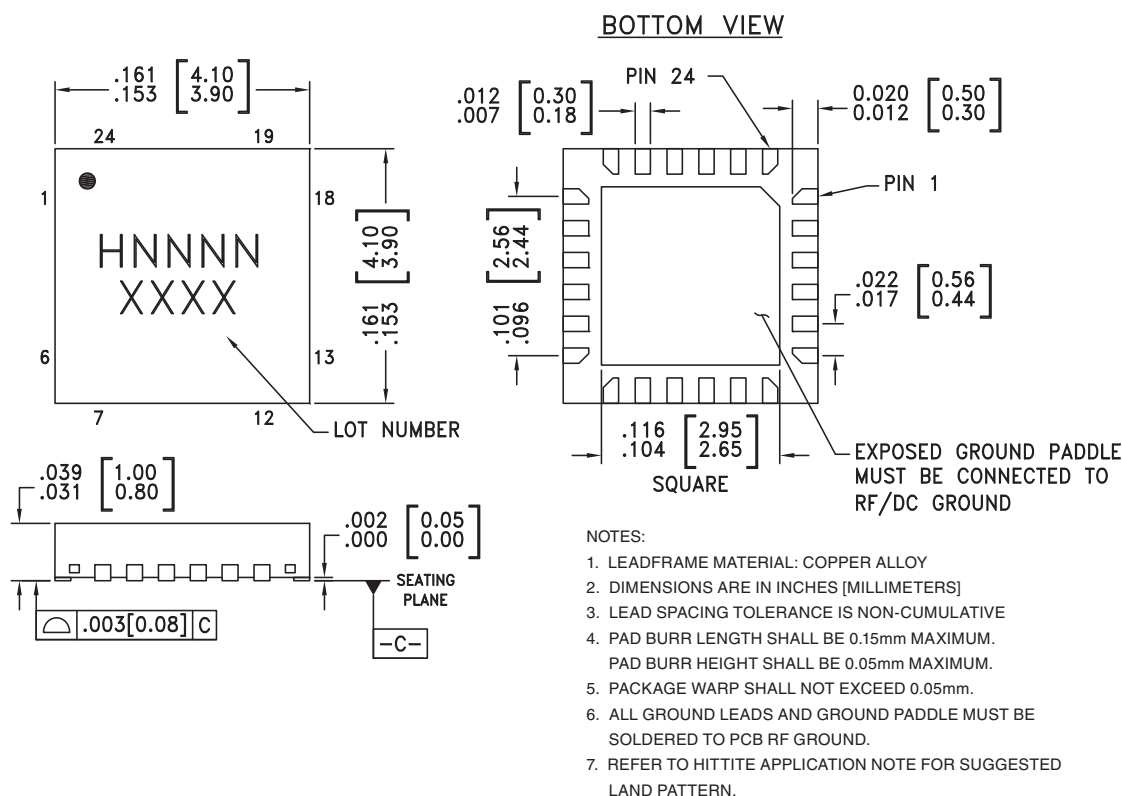 BOTTOM VIEW
.161 [4.10]
.153 [3.90]
24
19
1
18
HNNNN
XXXX
6
13
7
12
LOT NUMBER
[4.10]
[3.90]
.161
.153
PIN 24
.012 [0.30]
.007 [0.18]
0.020 [0.50]
0.012 [0.30]
PIN 1
[2.56]
[2.44]
.101
.096
.022 [0.56]
.017 [0.44]
.116 [2.95]
.104 [2.65]
SQUARE
EXPOSED GROUND PADDLE
MUST BE CONNECTED TO
RF/DC GROUND
.039 [1.00]
.031 [0.80]
.002 [0.05]
.000 [0.00]
SEATING
PLANE
.003[0.08] C
-C-
NOTES:
1. LEADFRAME MATERIAL: COPPER ALLOY
2. DIMENSIONS ARE IN INCHES [MILLIMETERS]
3. LEAD SPACING TOLERANCE IS NON-CUMULATIVE
4. PAD BURR LENGTH SHALL BE 0.15mm MAXIMUM.
PAD BURR HEIGHT SHALL BE 0.05mm MAXIMUM.
5. PACKAGE WARP SHALL NOT EXCEED 0.05mm.
6. ALL GROUND LEADS AND GROUND PADDLE MUST BE
SOLDERED TO PCB RF GROUND.
7. REFER TO HITTITE APPLICATION NOTE FOR SUGGESTED
LAND PATTERN.